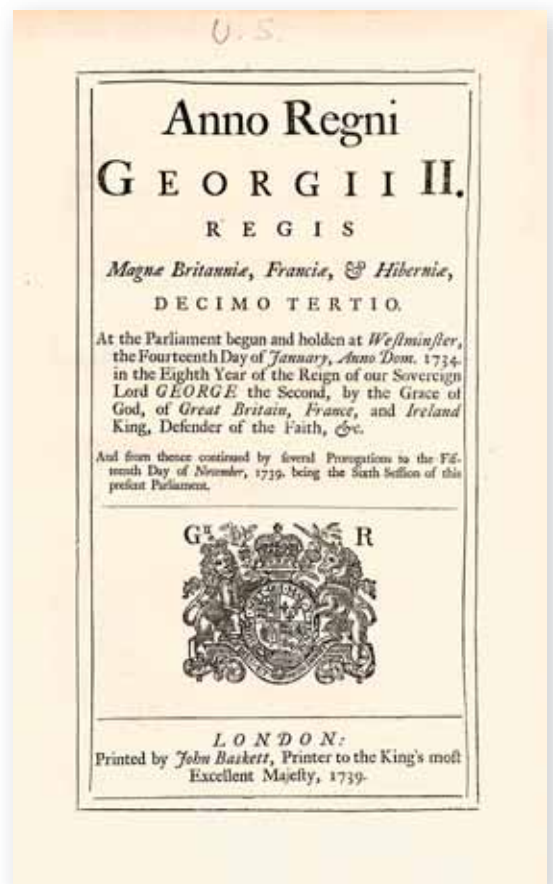 U.S.
Anno Regni
GEORGII II.
REGIS
Magnæ Britanniæ, Franciæ, & Hiberniæ,
DECIMO TERTIO.
At the Parliament begun and holden at Weſtminſter,
the Fourteenth Day of January, Anno Dom. 1734.
in the Eighth Year of the Reign of our Sovereign
Lord GEORGE the Second, by the Grace of
God, of Great Britain, France, and Ireland
King, Defender of the Faith, &c.
And from thence continued by ſeveral Prorogations to the Fif-
teenth Day of November, 1739. being the Sixth Seſſion of this
preſent Parliament.
G II R
LONDON:
Printed by John Baskett, Printer to the King's moſt
Excellent Majeſty, 1739.